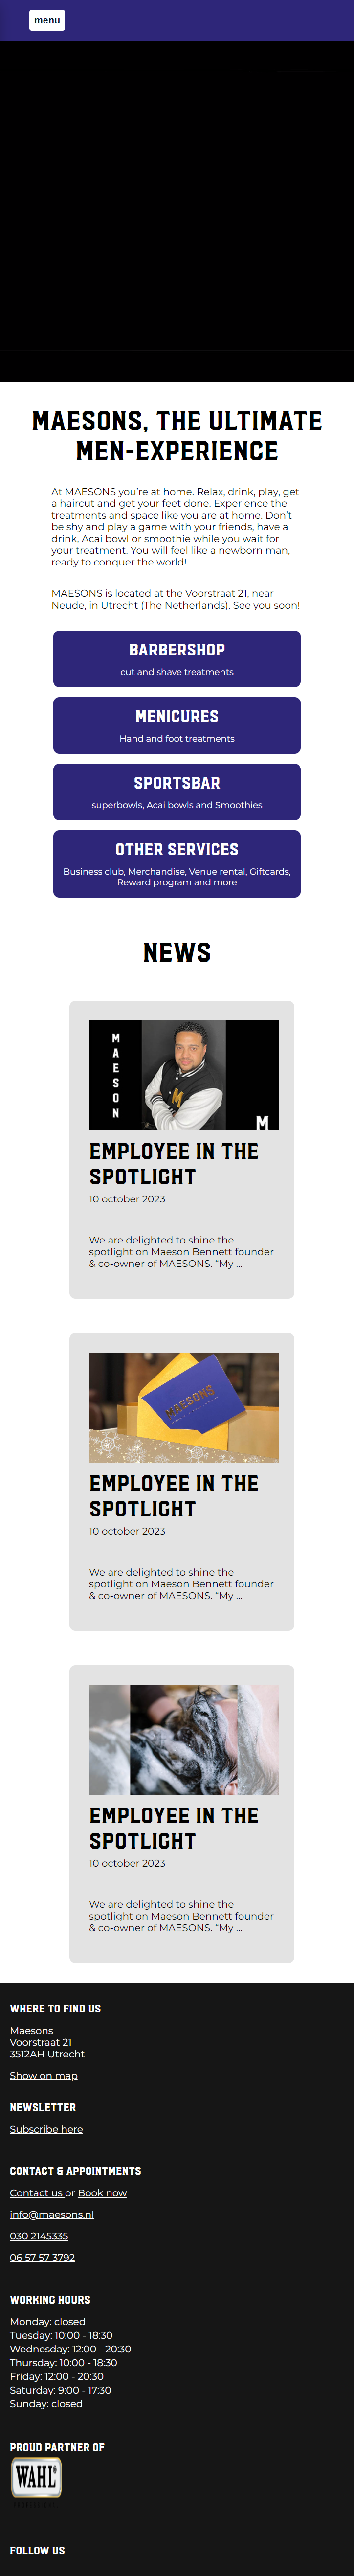 menu
MAESONS, THE ULTIMATE
MEN-EXPERIENCE
At MAESONS you're at home. Relax, drink, play, get
a haircut and get your feet done. Experience the
treatments and space like you are at home. Don't
be shy and play a game with your friends, have a
drink, Acai bowl or smoothie while you wait for
your treatment. You will feel like a newborn man,
ready to conquer the world!
MAESONS is located at the Voorstraat 21, near
Neude, in Utrecht (The Netherlands). See you soon!
BARBERSHOP
cut and shave treatments
MENICURES
Hand and foot treatments
SPORTSBAR
superbowls, Acai bowls and Smoothies
OTHER SERVICES
Business club, Merchandise, Venue rental, Giftcards,
Reward program and more
NEWS
MAESON
M
M
EMPLOYEE IN THE
SPOTLIGHT
10 october 2023
We are delighted to shine the
spotlight on Maeson Bennett founder
& co-owner of MAESONS. “My ...
MAESONS
EMPLOYEE IN THE
SPOTLIGHT
10 october 2023
We are delighted to shine the
spotlight on Maeson Bennett founder
& co-owner of MAESONS. “My ...
EMPLOYEE IN THE
SPOTLIGHT
10 october 2023
We are delighted to shine the
spotlight on Maeson Bennett founder
& co-owner of MAESONS. “My ...
WHERE TO FIND US
Maesons
Voorstraat 21
3512AH Utrecht
Show on map
NEWSLETTER
Subscribe here
CONTACT & APPOINTMENTS
Contact us or Book now
info@maesons.nl
030 2145335
06 57 57 3792
WORKING HOURS
Monday: closed
Tuesday: 10:00 - 18:30
Wednesday: 12:00 - 20:30
Thursday: 10:00 - 18:30
Friday: 12:00 - 20:30
Saturday: 9:00 - 17:30
Sunday: closed
PROUD PARTNER OF
WAHL®
FOLLOW US